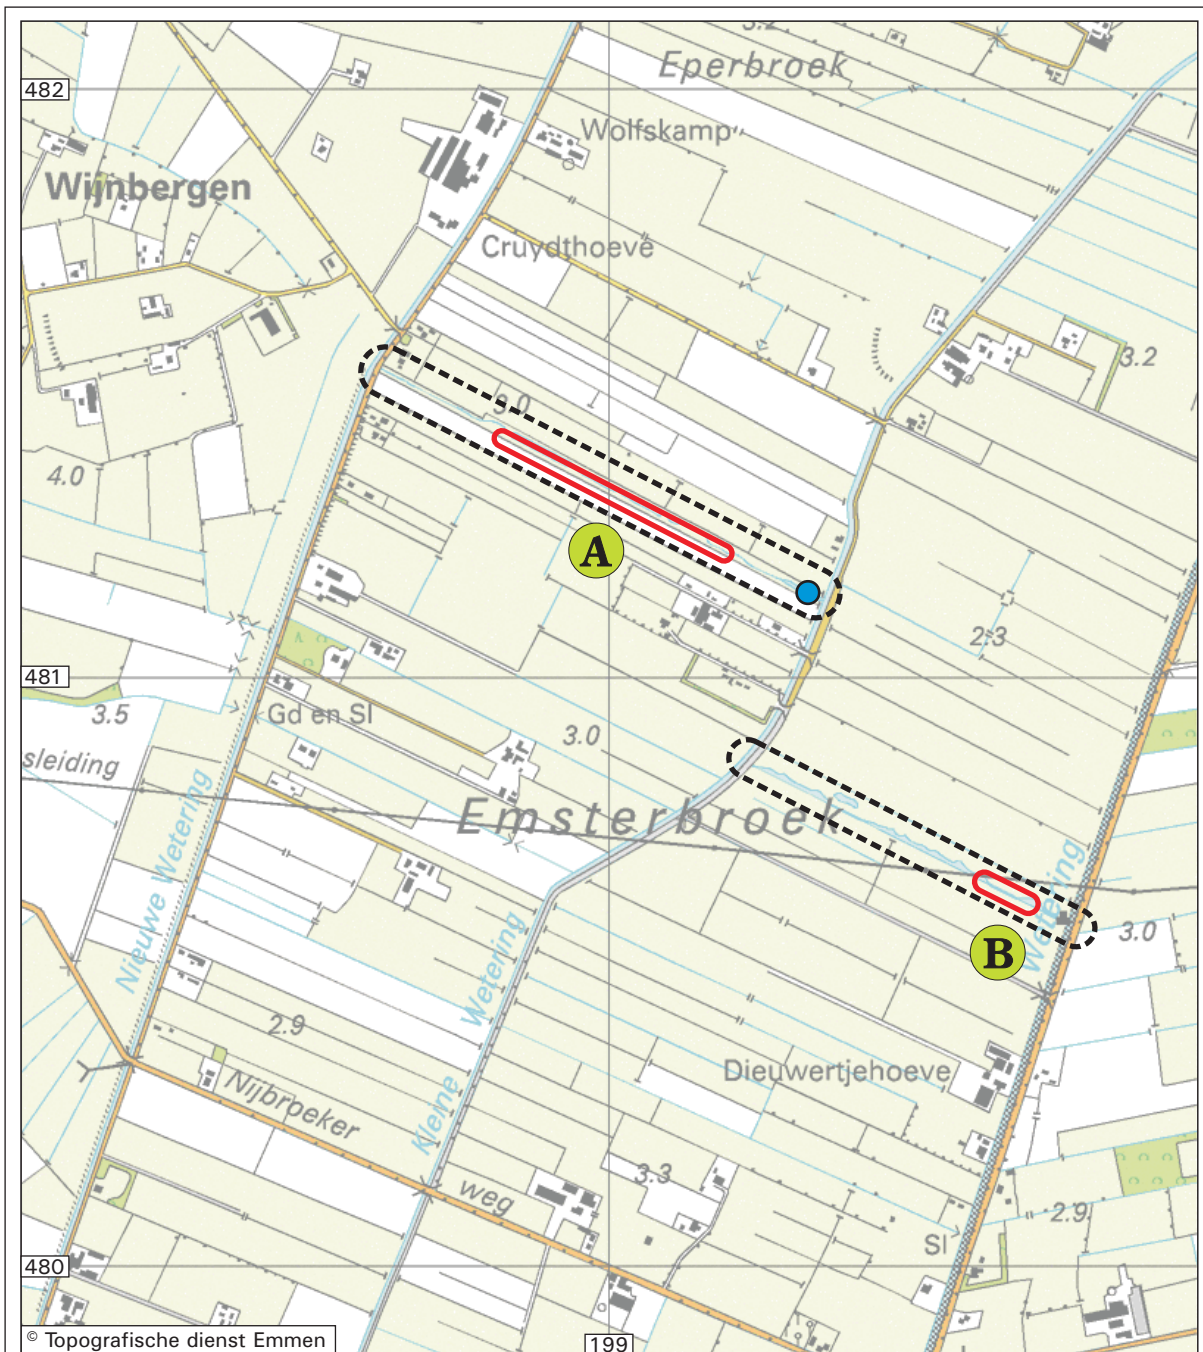 3.2
Eperbroek
482
Wolfskamp
Wijnbergen
Cruydthoeve
3.2
3.0
4.0
A
2.3
481
3.5
Gd en Sl
3.0
sleiding
Emsterbroek
Nieuwe Wetering
Wetering
Wetering
B
3.0
2.9
Dieuwertjehoeve
Nijbroeker
Kleine
weg
3.3
2.9
Sl
480
© Topografische dienst Emmen
199